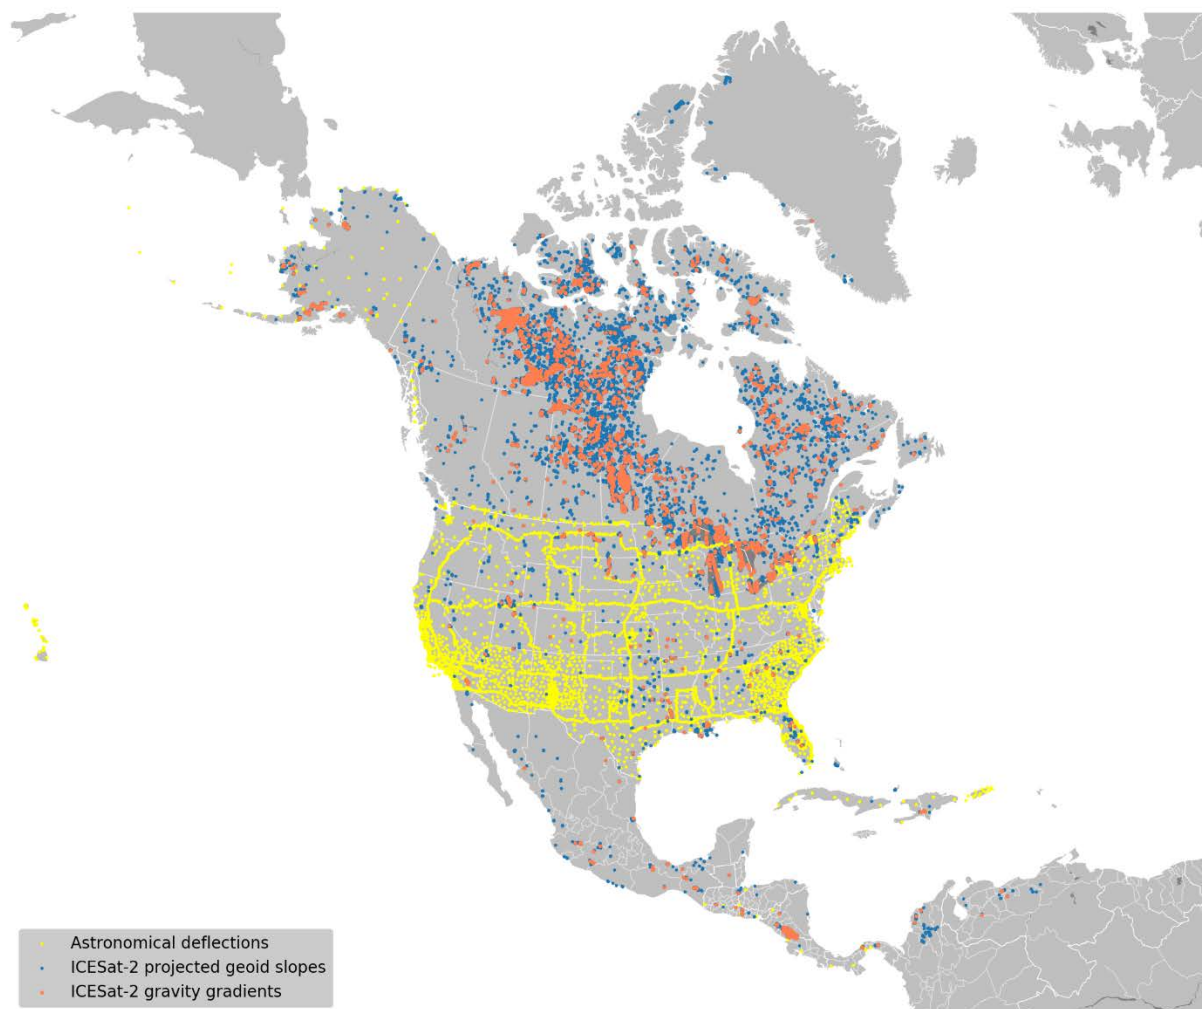 Astronomical deflections
ICESat-2 projected geoid slopes
ICESat-2 gravity gradients